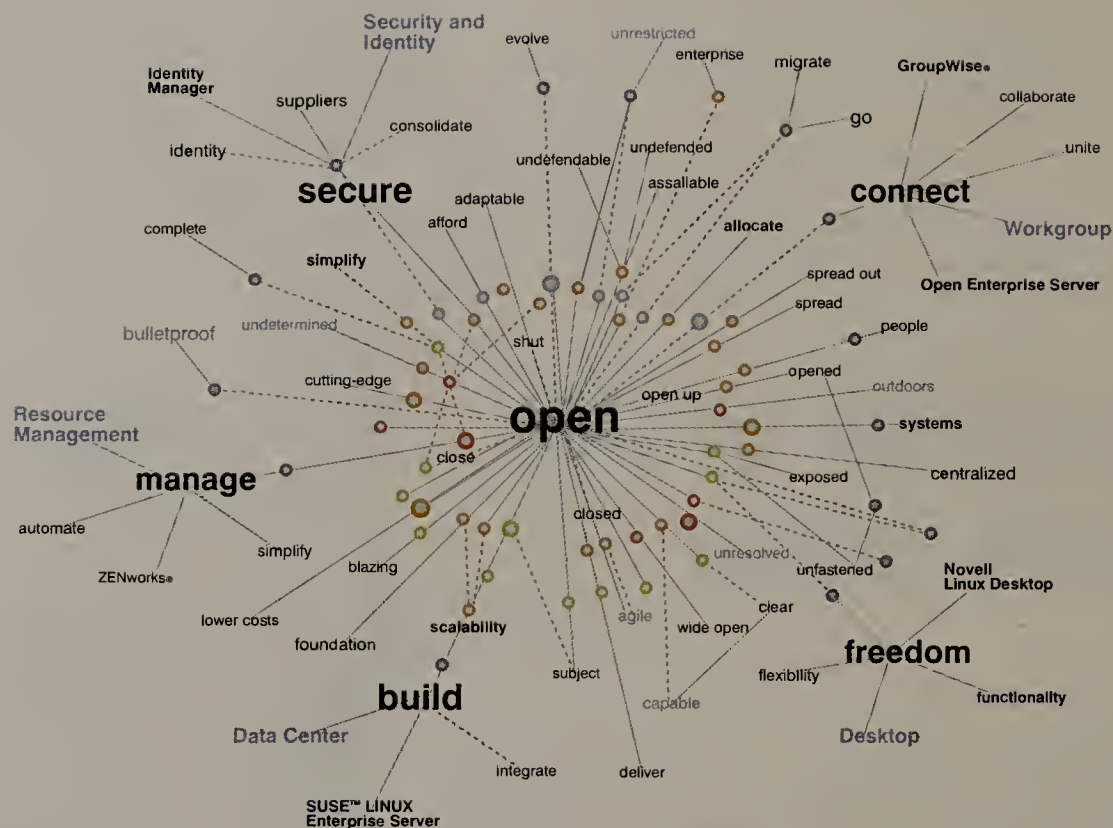 Security and
Identity
evolve
unrestricted
enterprise
migrate
GroupWise®
Identity
Manager
suppliers
consolidate
go
collaborate
identity
undefendable
undefended
unite
secure
adaptable
assailable
connect
afford
allocate
Workgroup
complete
simplify
spread out
Open Enterprise Server
undetermined
spread
people
bulletproof
shut
cutting-edge
open up
opened
outdoors
Resource
Management
open
systems
close
manage
exposed
centralized
automate
closed
simplify
unresolved
ZENworks®
blazing
unfastened
Novell
Linux Desktop
lower costs
agile
clear
scalability
wide open
foundation
freedom
subject
flexibility
build
capable
functionality
Data Center
Desktop
integrate
deliver
SUSE™ LINUX
Enterprise Server